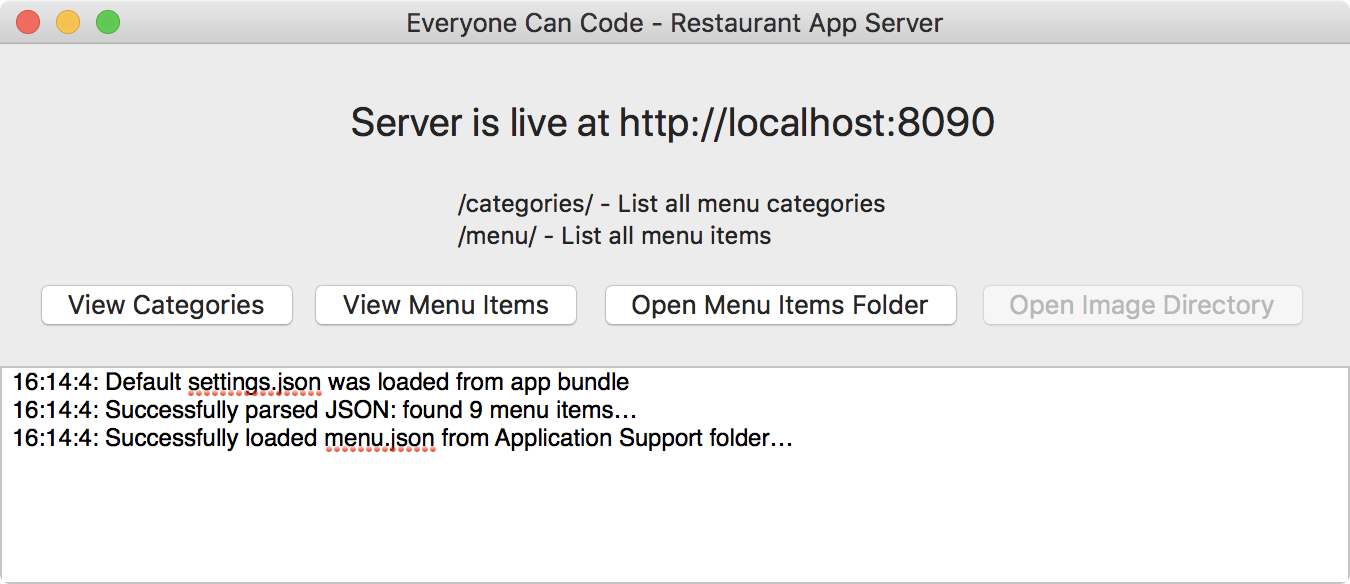 Everyone Can Code - Restaurant App Server
Server is live at http://localhost:8090
/categories/ - List all menu categories
/menu/ - List all menu items
View Categories View Menu Items Open Menu Items Folder Open Image Directory
16:14:4: Default settings.json was loaded from app bundle
16:14:4: Successfully parsed JSON: found 9 menu items…
16:14:4: Successfully loaded menu.json from Application Support folder…